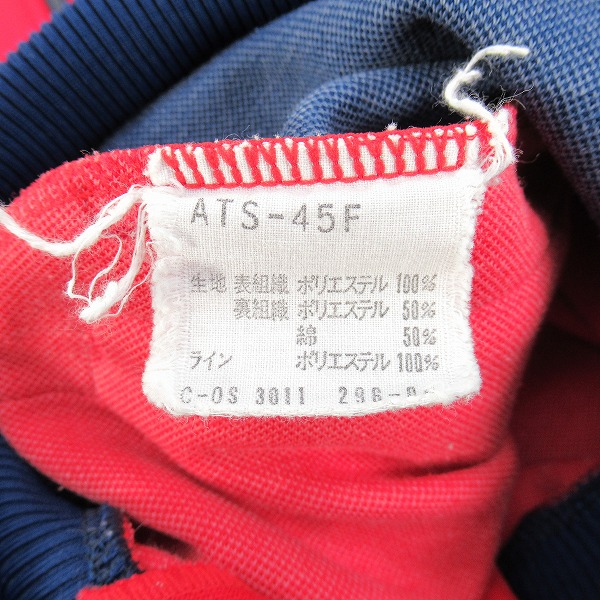 ATS-45F
生地 表組織 ポリエステル 100%
裏組織 ポリエステル 50%
綿 50%
ライン ポリエステル 100%
C-OS 3011